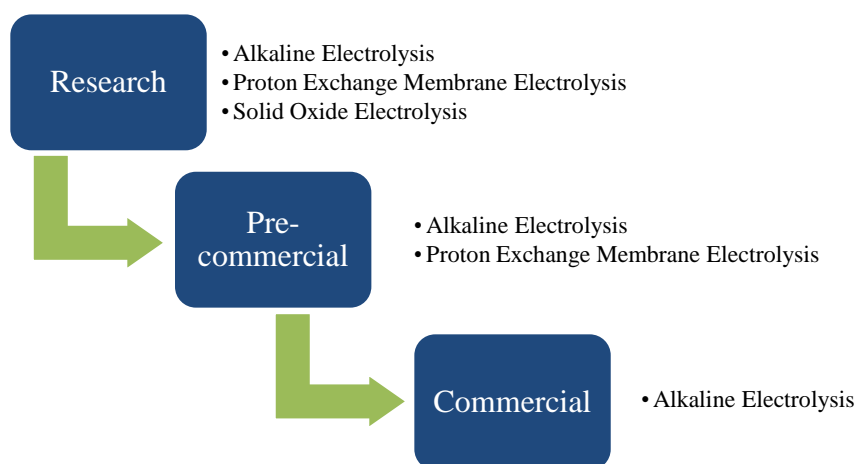 Research
• Alkaline Electrolysis
• Proton Exchange Membrane Electrolysis
• Solid Oxide Electrolysis
Pre-
commercial
• Alkaline Electrolysis
• Proton Exchange Membrane Electrolysis
Commercial
• Alkaline Electrolysis